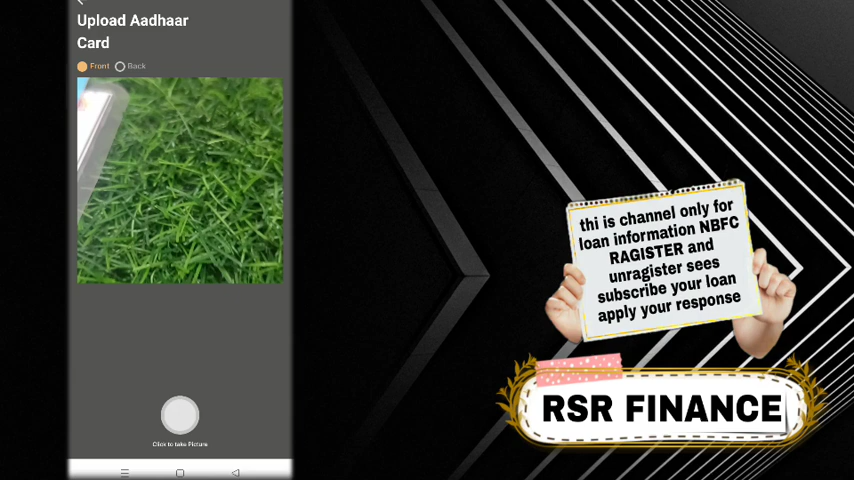 Upload Aadhaar
Card
Front Back
Click to take Picture
thi is channel only for
loan information NBFC
RAGISTER and
unragister sees
subscribe your loan
apply your response
RSR FINANCE